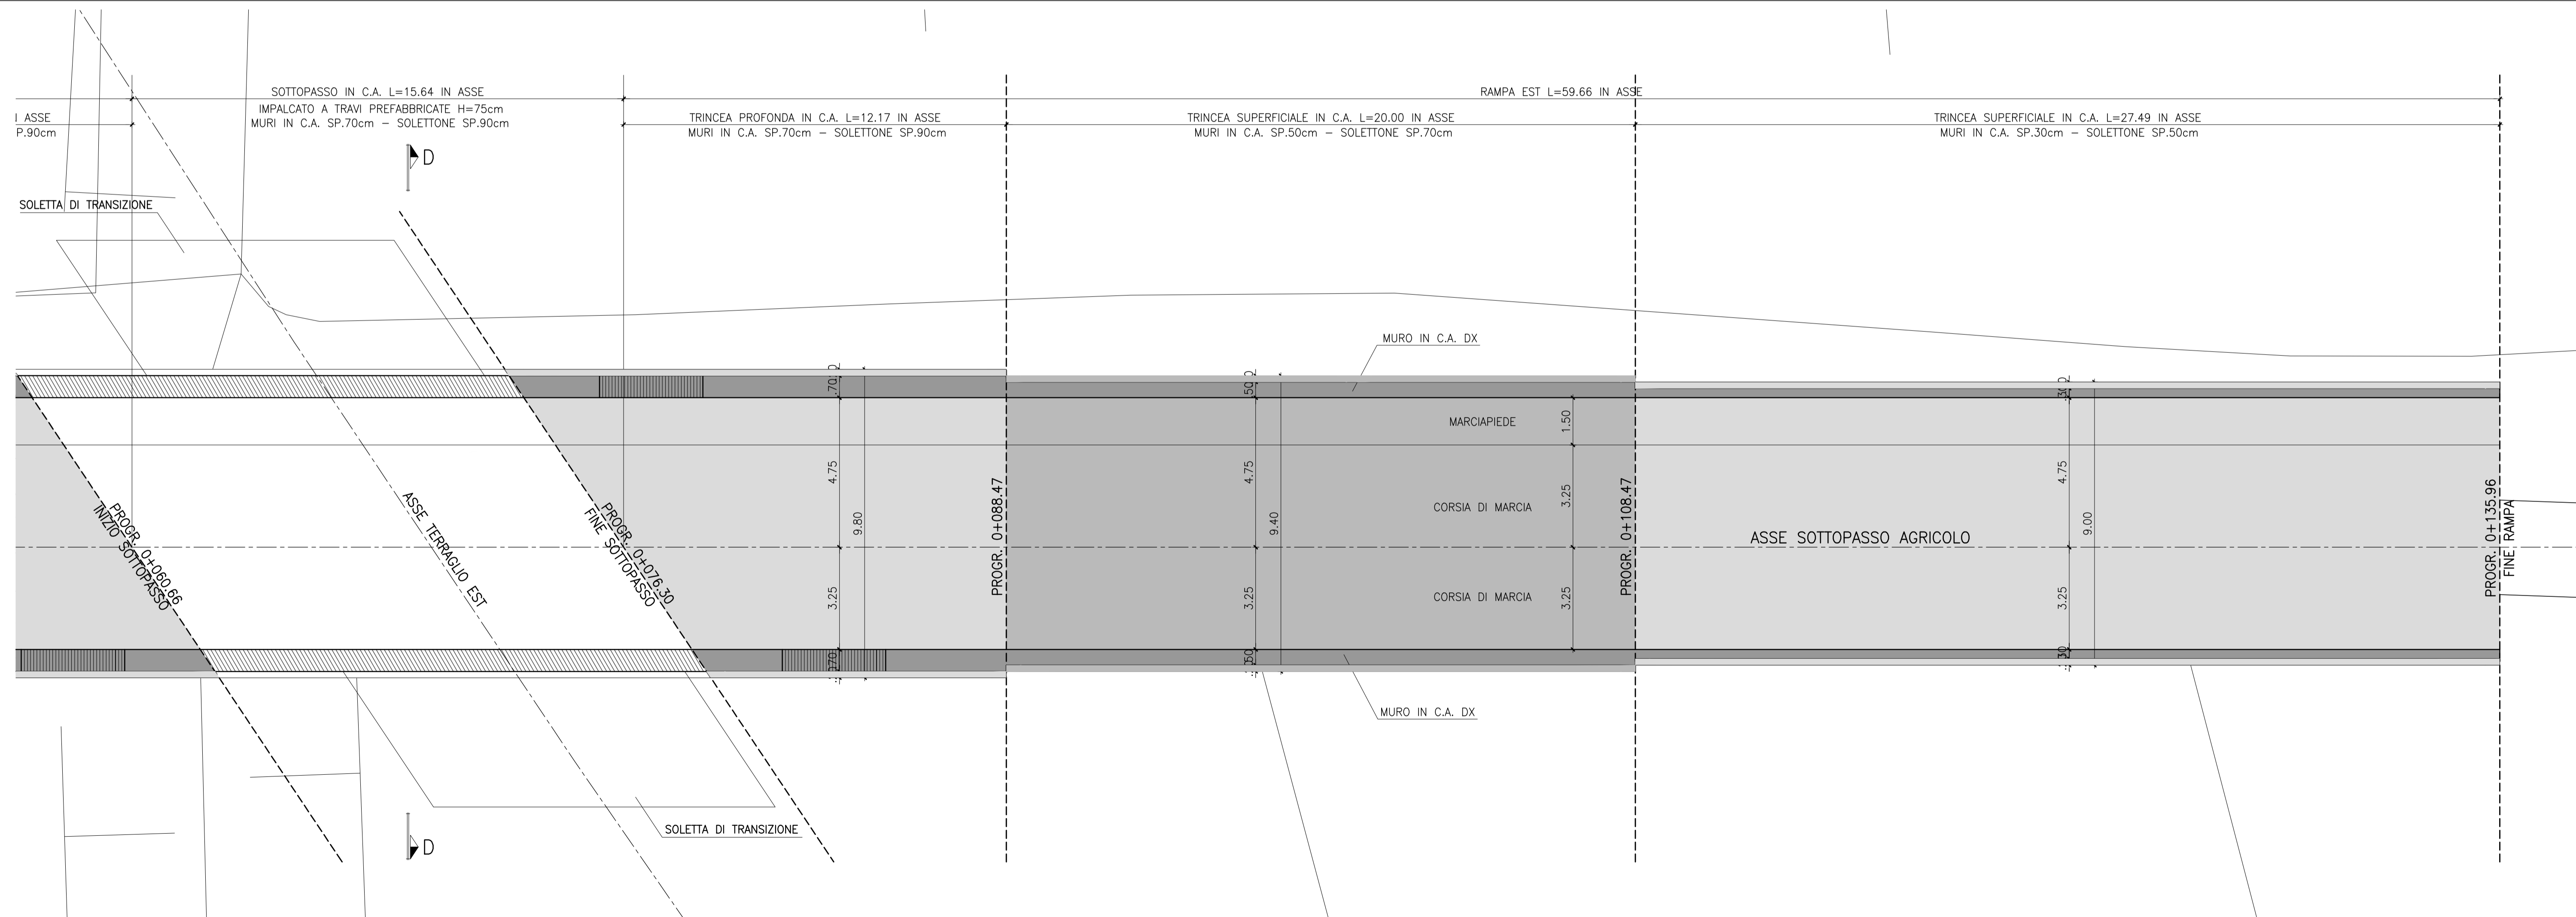 SOTTOPASSO IN C.A. L=15.64 IN ASSE
IMPALCATO A TRAVI PREFABBRICATE H=75cm
MURI IN C.A. SP.70cm – SOLETTONE SP.90cm
RAMPA EST L=59.66 IN ASSE
I ASSE
P.90cm
TRINCEA PROFONDA IN C.A. L=12.17 IN ASSE
MURI IN C.A. SP.70cm – SOLETTONE SP.90cm
TRINCEA SUPERFICIALE IN C.A. L=20.00 IN ASSE
MURI IN C.A. SP.50cm – SOLETTONE SP.70cm
TRINCEA SUPERFICIALE IN C.A. L=27.49 IN ASSE
MURI IN C.A. SP.30cm – SOLETTONE SP.50cm
D
SOLETTA DI TRANSIZIONE
MURO IN C.A. DX
.70
.50
.30
MARCIAPIEDE
1.50
4.75
4.75
4.75
PROGR. 0+060.66
INIZIO SOTTOPASSO
ASSE TERRAGLIO EST
PROGR. 0+076.30
FINE SOTTOPASSO
9.80
PROGR. 0+088.47
9.40
CORSIA DI MARCIA
3.25
PROGR. 0+108.47
ASSE SOTTOPASSO AGRICOLO
9.00
PROGR. 0+135.96
FINE RAMPA
3.25
3.25
CORSIA DI MARCIA
3.25
3.25
.70
.50
.30
MURO IN C.A. DX
SOLETTA DI TRANSIZIONE
D